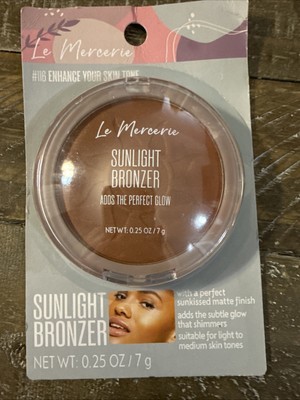 Le Mercerie
#116 ENHANCE YOUR SKIN TONE
Le Mercerie
SUNLIGHT
BRONZER
ADDS THE PERFECT GLOW
NET WT: 0.25 OZ / 7 g
SUNLIGHT
BRONZER
NET WT: 0.25 OZ / 7 g
with a perfect
sunkissed matte finish
adds the subtle glow
that shimmers
suitable for light to
medium skin tones